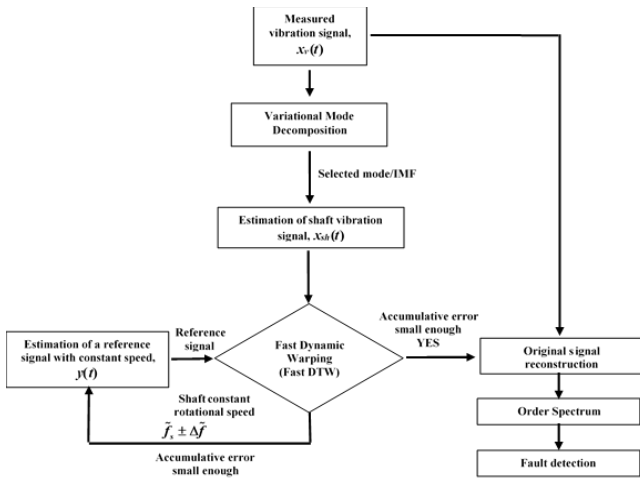 Measured
vibration signal,
xv(t)
Variational Mode
Decomposition
Selected mode/IMF
Estimation of shaft vibration
signal, xshr(t)
Accumulative error
small enough
YES
Estimation of a reference
signal with constant speed,
y(t)
Reference
signal
Fast Dynamic
Warping
(Fast DTW)
Original signal
reconstruction
Shaft constant
rotational speed
f̃s ± Δf̃
Accumulative error
small enough
Order Spectrum
Fault detection